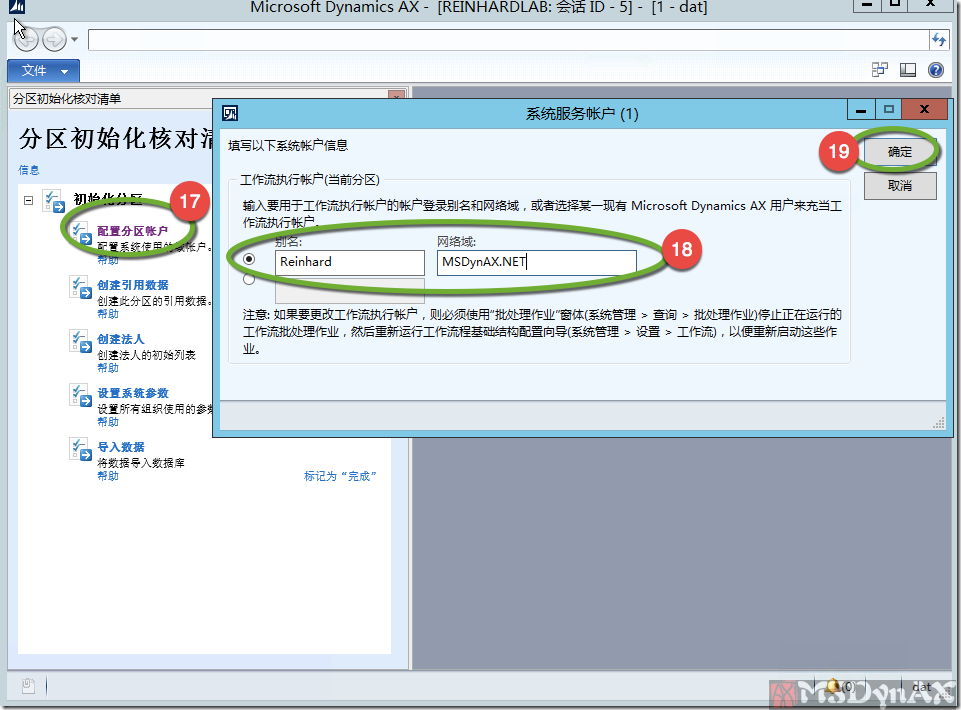 Microsoft Dynamics AX - [REINHARDLAB: 会话 ID - 5] - [1 - dat]
文件
分区初始化核对清单
分区初始化核对清
信息
初始化分区
17
配置分区帐户
配置系统使用的域帐户。
帮助
创建引用数据
创建此分区的引用数据。
帮助
创建法人
创建法人的初始列表
帮助
设置系统参数
设置所有组织使用的参数
帮助
导入数据
将数据导入数据库
帮助
标记为“完成”
系统服务帐户 (1)
填写以下系统帐户信息
19
确定
取消
工作流执行帐户(当前分区)
输入要用于工作流执行帐户的帐户登录别名和网络域，或者选择某一现有 Microsoft Dynamics AX 用户来充当工
作流执行帐户。
别名:
网络域:
18
Reinhard
MSDynAX.NET
注意: 如果要更改工作流执行帐户，则必须使用“批处理作业”窗体(系统管理 > 查询 > 批处理作业)停止正在运行的
工作流批处理作业，然后重新运行工作流程基础结构配置向导(系统管理 > 设置 > 工作流)，以便重新启动这些作
业。
(0)
dat
MsDynAX